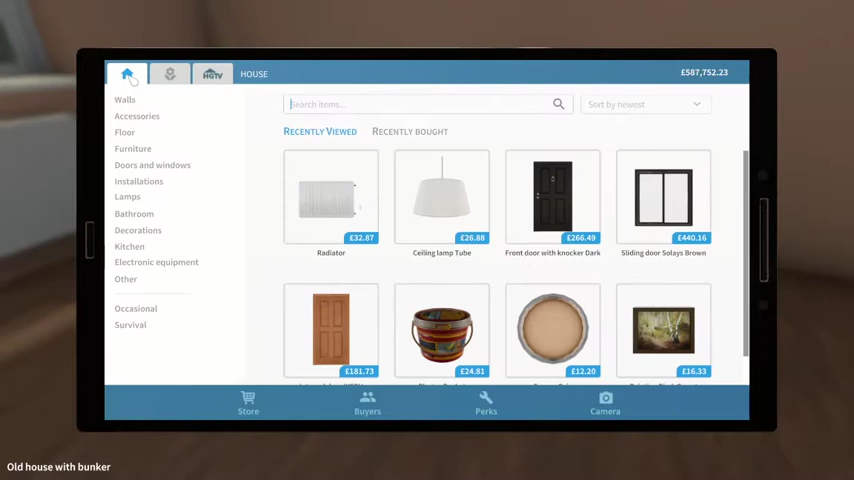 HGTV
HOUSE
£587,752.23
Walls
Accessories
Floor
Furniture
Doors and windows
Installations
Lamps
Bathroom
Decorations
Kitchen
Electronic equipment
Other
Occasional
Survival
Search items...
Sort by newest
RECENTLY VIEWED
RECENTLY BOUGHT
£32.87
£26.88
£266.49
£440.16
Radiator
Ceiling lamp Tube
Front door with knocker Dark
Sliding door Solays Brown
£181.73
£24.81
£12.20
£16.33
Store
Buyers
Perks
Camera
Old house with bunker